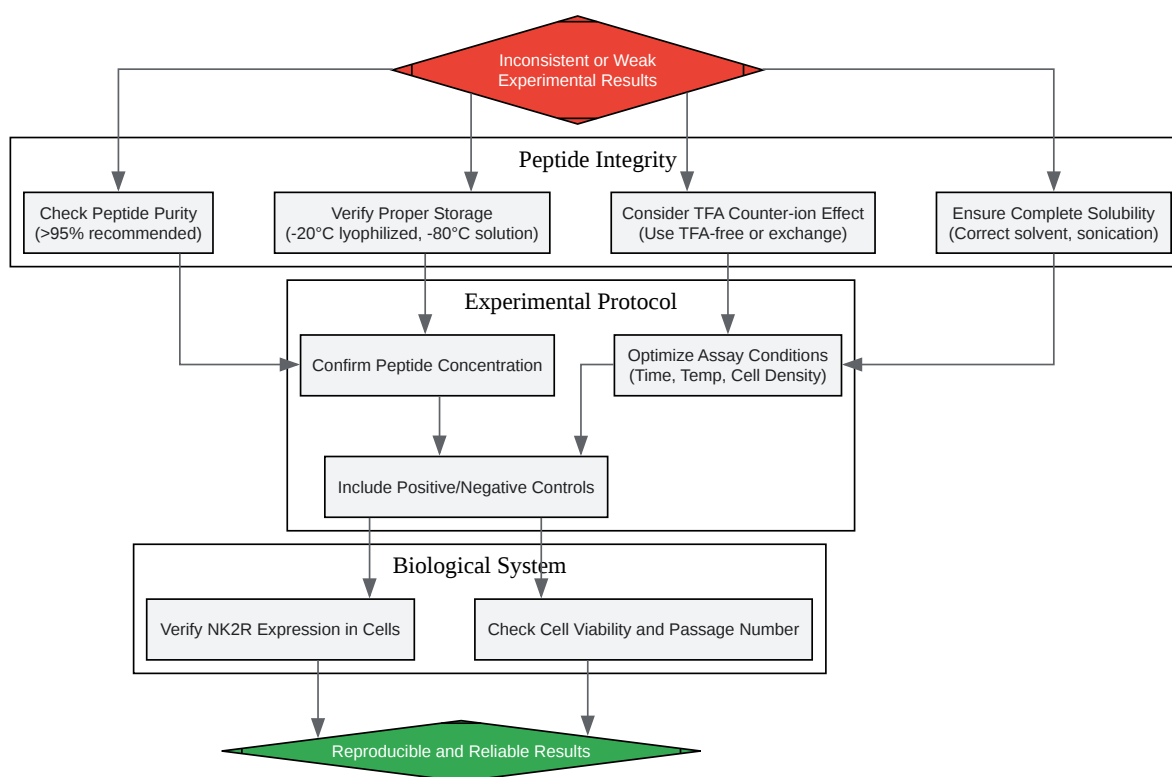 Inconsistent or Weak
Experimental Results
Peptide Integrity
Check Peptide Purity
(>95% recommended)
Verify Proper Storage
(-20°C lyophilized, -80°C solution)
Consider TFA Counter-ion Effect
(Use TFA-free or exchange)
Ensure Complete Solubility
(Correct solvent, sonication)
Experimental Protocol
Confirm Peptide Concentration
Optimize Assay Conditions
(Time, Temp, Cell Density)
Include Positive/Negative Controls
Biological System
Verify NK2R Expression in Cells
Check Cell Viability and Passage Number
Reproducible and Reliable Results